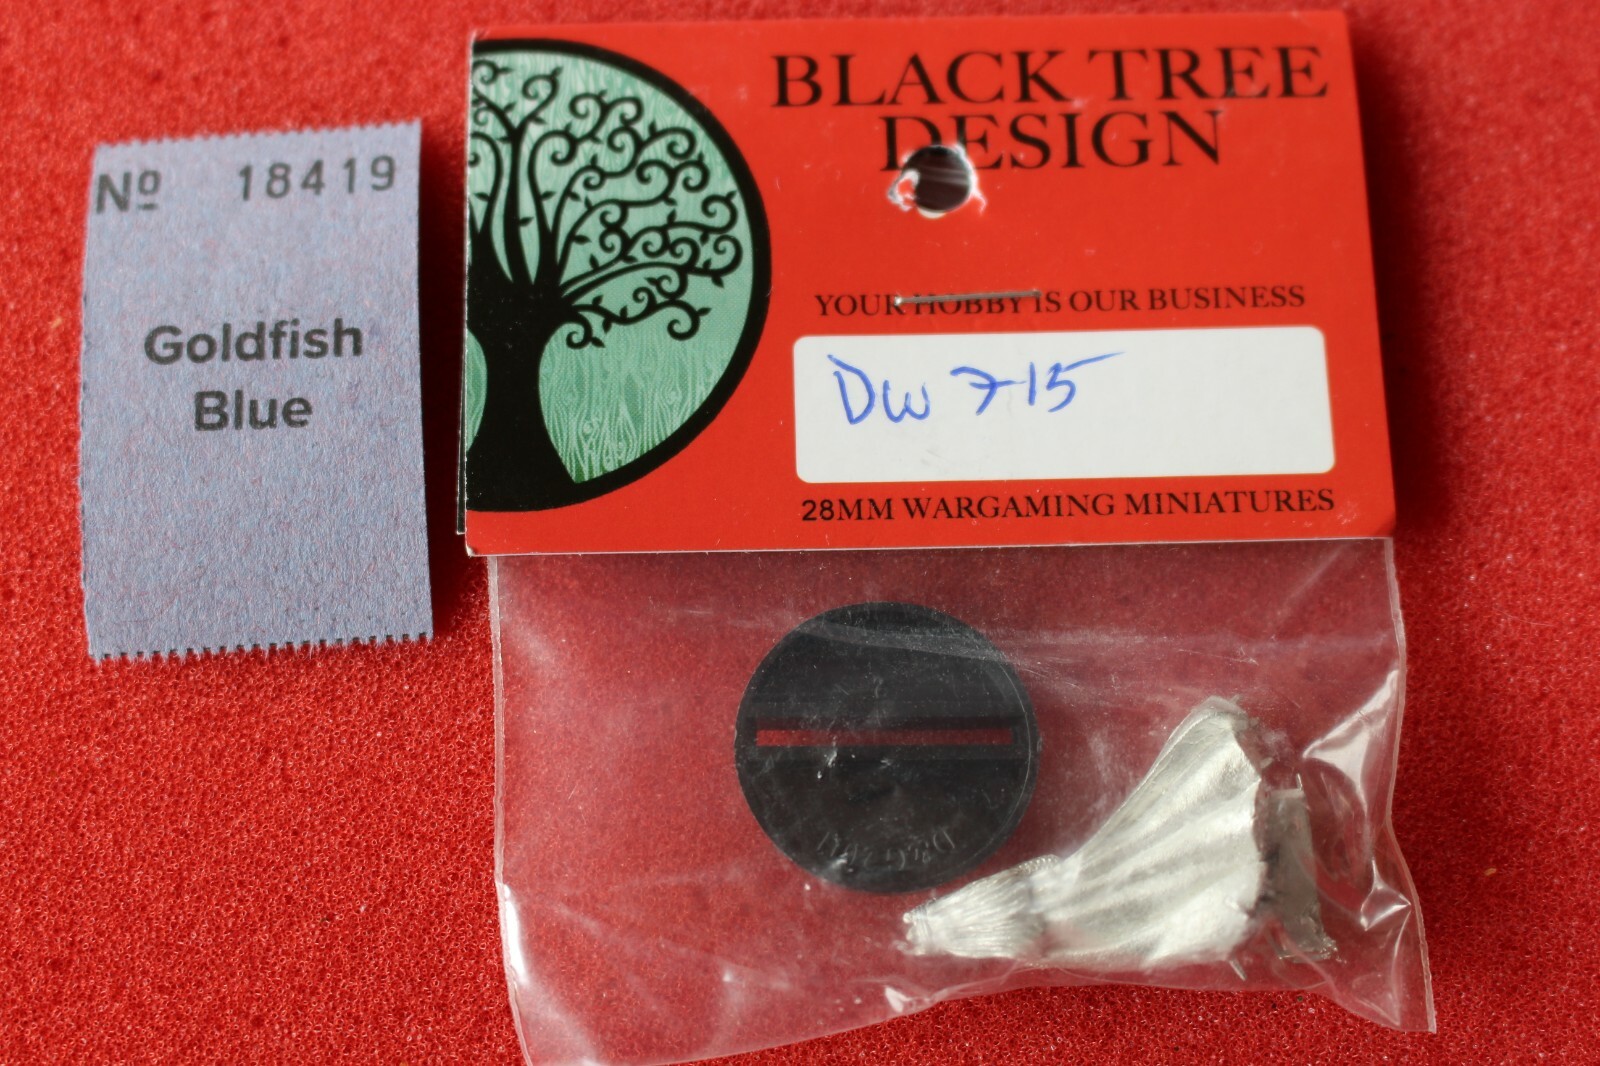 Nº 18419
Goldfish
Blue
BLACK TREE
DESIGN
YOUR HOBBY IS OUR BUSINESS
DW 715
28MM WARGAMING MINIATURES